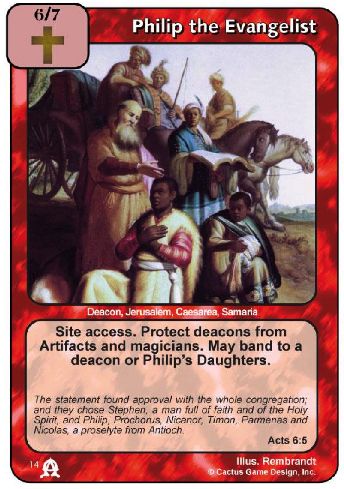 6/7
Philip the Evangelist
Deacon, Jerusalem, Caesarea, Samaria
Site access. Protect deacons from
Artifacts and magicians. May band to a
deacon or Philip's Daughters.
The statement found approval with the whole congregation;
and they chose Stephen, a man full of faith and of the Holy
Spirit, and Philip, Prochorus, Nicanor, Timon, Parmenas and
Nicolas, a proselyte from Antioch.
Acts 6:5
14
Illus. Rembrandt
© Cactus Game Design, Inc.